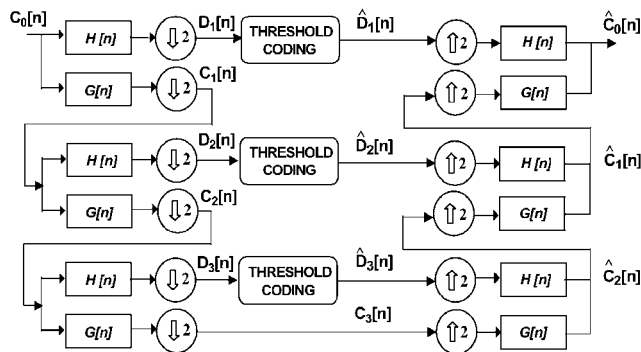 C₀[n] H[n] ⇩2 D₁[n] THRESHOLD D̂₁[n] ⇧2 H[n] Ĉ₀[n]
CODING
G[n] ⇩2 C₁[n] ⇧2 G[n]
H[n] ⇩2 D₂[n] THRESHOLD D̂₂[n] ⇧2 H[n] Ĉ₁[n]
CODING
G[n] ⇩2 C₂[n] ⇧2 G[n]
H[n] ⇩2 D₃[n] THRESHOLD D̂₃[n] ⇧2 H[n] Ĉ₂[n]
CODING
G[n] ⇩2 C₃[n] ⇧2 G[n]